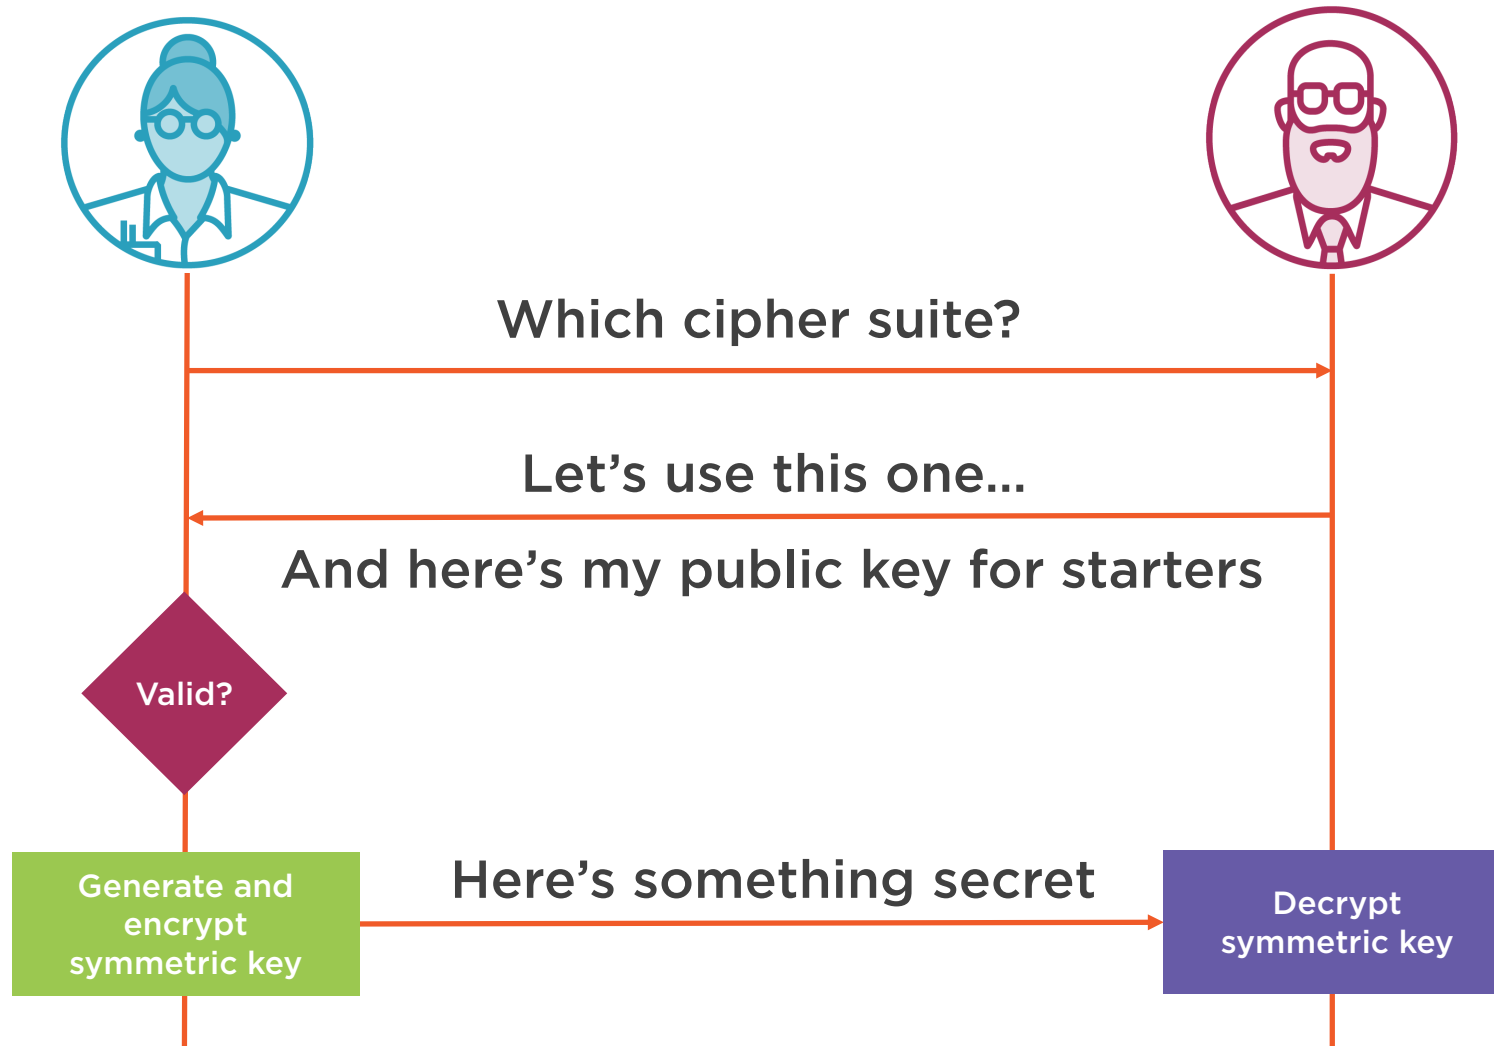 Which cipher suite?
Let's use this one...
And here's my public key for starters
Valid?
Generate and
encrypt
symmetric key
Here's something secret
Decrypt
symmetric key